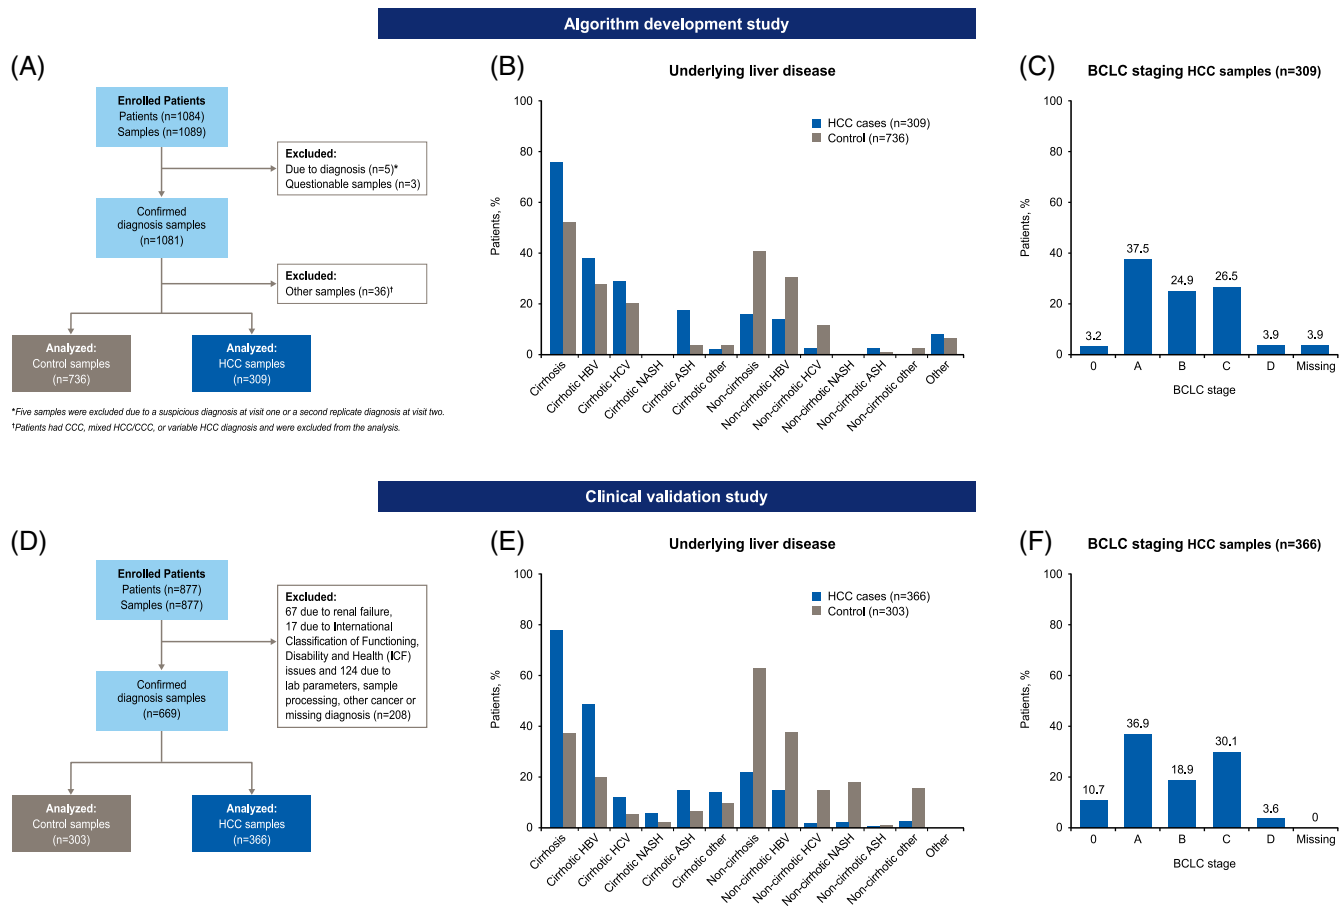 Algorithm development study
(A)
Enrolled Patients
Patients (n=1084)
Samples (n=1089)
Excluded:
Due to diagnosis (n=5)*
Questionable samples (n=3)
Confirmed
diagnosis samples
(n=1081)
Excluded:
Other samples (n=36)†
Analyzed:
Control samples
(n=736)
Analyzed:
HCC samples
(n=309)
*Five samples were excluded due to a suspicious diagnosis at visit one or a second replicate diagnosis at visit two.
†Patients had CCC, mixed HCC/CCC, or variable HCC diagnosis and were excluded from the analysis.
(B)
Underlying liver disease
HCC cases (n=309)
Control (n=736)
Patients, %
100
80
60
40
20
0
Cirrhosis
Cirrhotic HBV
Cirrhotic HCV
Cirrhotic NASH
Cirrhotic ASH
Cirrhotic other
Non-cirrhosis
Non-cirrhotic HBV
Non-cirrhotic HCV
Non-cirrhotic NASH
Non-cirrhotic ASH
Non-cirrhotic other
Other
(C)
BCLC staging HCC samples (n=309)
Patients, %
100
80
60
40
20
0
3.2
37.5
24.9
26.5
3.9
3.9
0
A
B
C
D
Missing
BCLC stage
Clinical validation study
(D)
Enrolled Patients
Patients (n=877)
Samples (n=877)
Excluded:
67 due to renal failure,
17 due to International
Classification of Functioning,
Disability and Health (ICF)
issues and 124 due to
lab parameters, sample
processing, other cancer or
missing diagnosis (n=208)
Confirmed
diagnosis samples
(n=669)
Analyzed:
Control samples
(n=303)
Analyzed:
HCC samples
(n=366)
(E)
Underlying liver disease
HCC cases (n=366)
Control (n=303)
Patients, %
100
80
60
40
20
0
Cirrhosis
Cirrhotic HBV
Cirrhotic HCV
Cirrhotic NASH
Cirrhotic ASH
Cirrhotic other
Non-cirrhosis
Non-cirrhotic HBV
Non-cirrhotic HCV
Non-cirrhotic NASH
Non-cirrhotic ASH
Non-cirrhotic other
Other
(F)
BCLC staging HCC samples (n=366)
Patients, %
100
80
60
40
20
0
10.7
36.9
18.9
30.1
3.6
0
0
A
B
C
D
Missing
BCLC stage